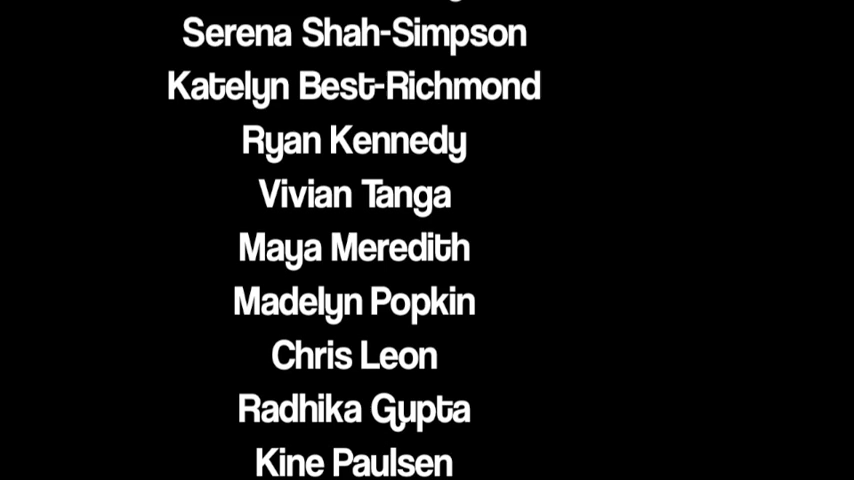 Serena Shah-Simpson
Katelyn Best-Richmond
Ryan Kennedy
Vivian Tanga
Maya Meredith
Madelyn Popkin
Chris Leon
Radhika Gupta
Kine Paulsen